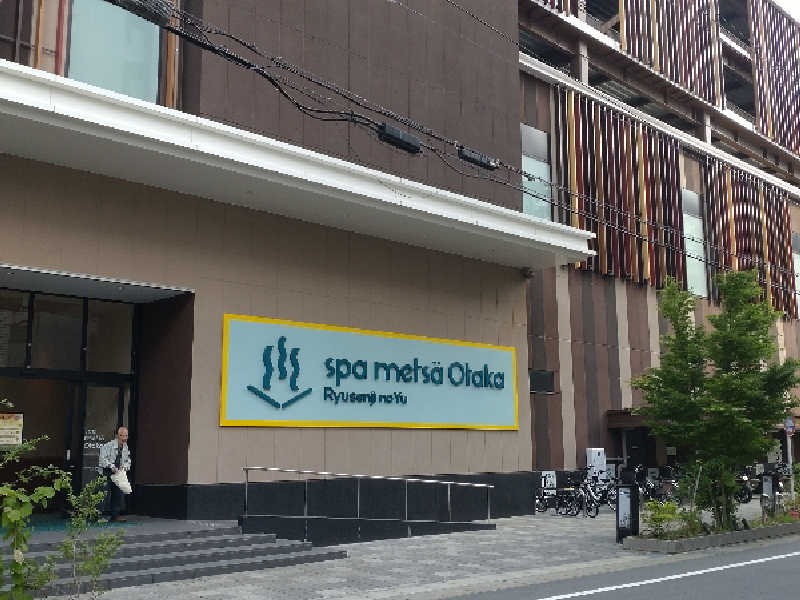 spa metsä Otaka
Ryusenji no Yu